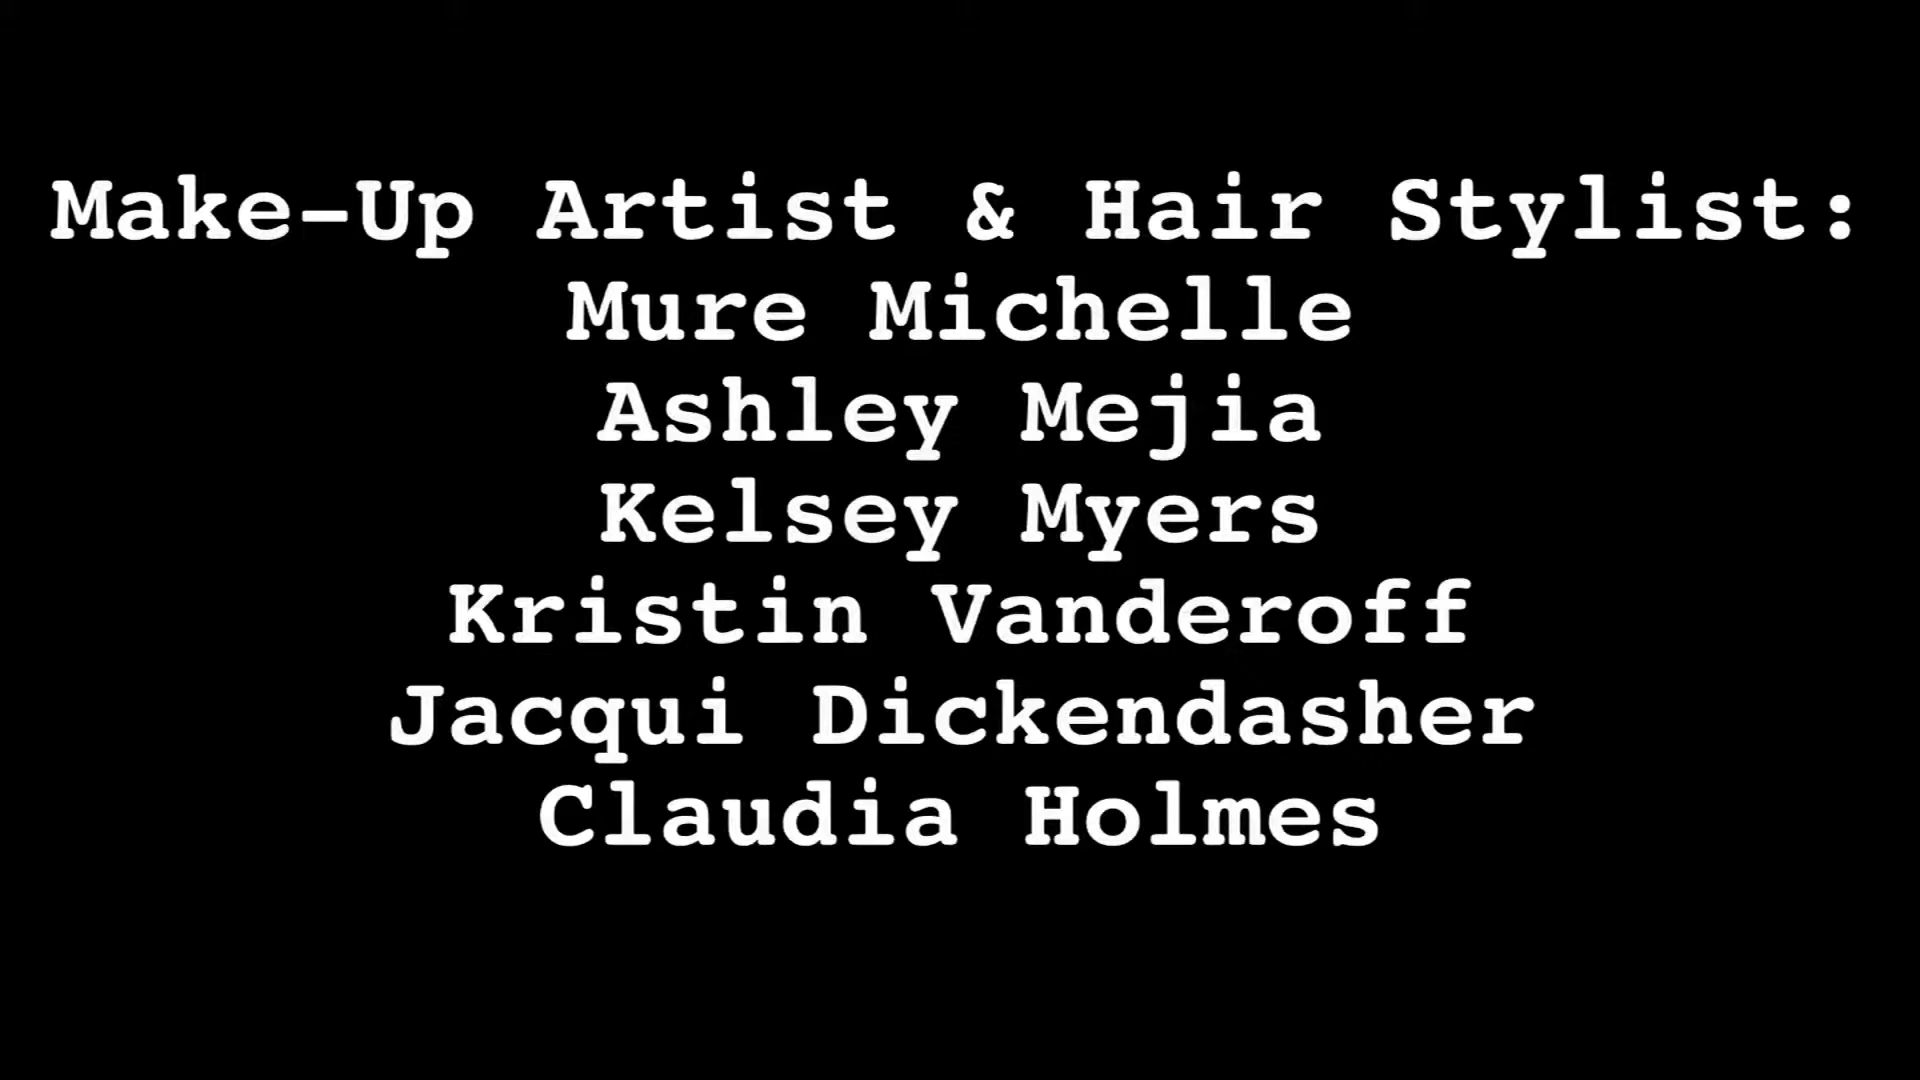 Make-Up Artist & Hair Stylist:
Mure Michelle
Ashley Mejia
Kelsey Myers
Kristin Vanderoff
Jacqui Dickendasher
Claudia Holmes